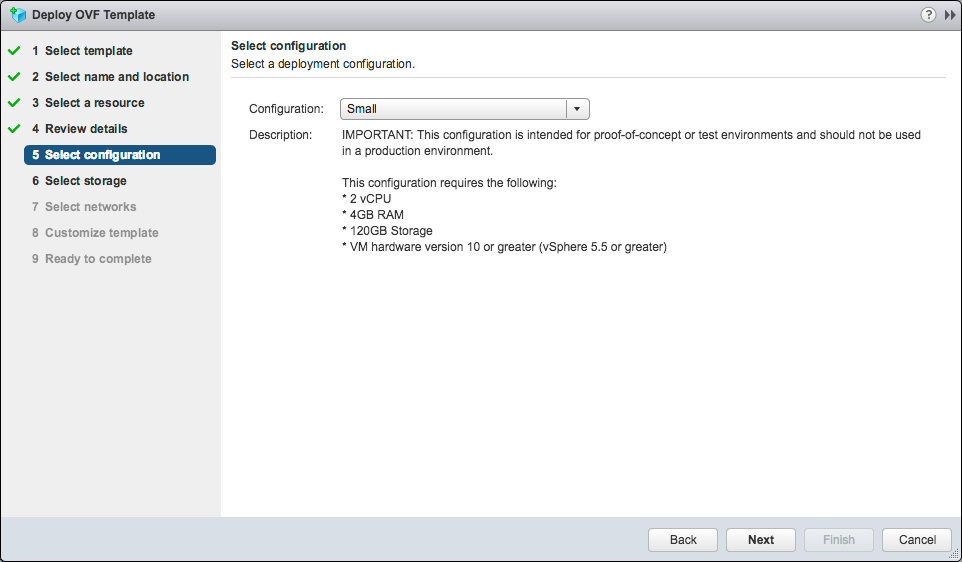 Deploy OVF Template
?
1 Select template
2 Select name and location
3 Select a resource
4 Review details
5 Select configuration
6 Select storage
7 Select networks
8 Customize template
9 Ready to complete
Select configuration
Select a deployment configuration.
Configuration: Small
Description: IMPORTANT: This configuration is intended for proof-of-concept or test environments and should not be used
in a production environment.
This configuration requires the following:
* 2 vCPU
* 4GB RAM
* 120GB Storage
* VM hardware version 10 or greater (vSphere 5.5 or greater)
Back Next Finish Cancel